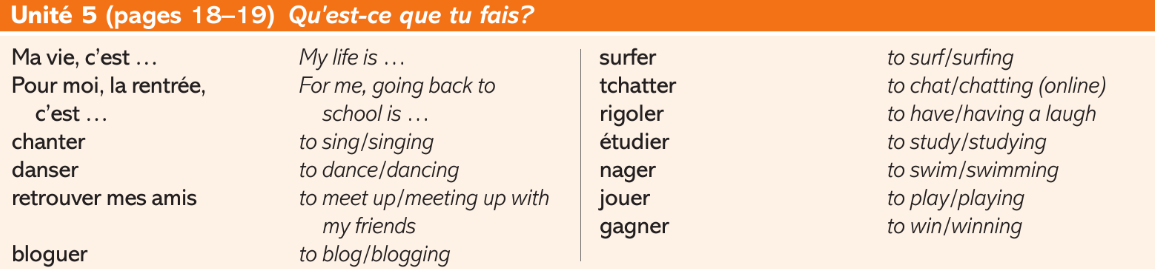 Unité 5 (pages 18–19) Qu'est-ce que tu fais?
Ma vie, c’est … My life is …
Pour moi, la rentrée, For me, going back to
c’est … school is …
chanter to sing/singing
danser to dance/dancing
retrouver mes amis to meet up/meeting up with
my friends
bloguer to blog/blogging
surfer to surf/surfing
tchatter to chat/chatting (online)
rigoler to have/having a laugh
étudier to study/studying
nager to swim/swimming
jouer to play/playing
gagner to win/winning